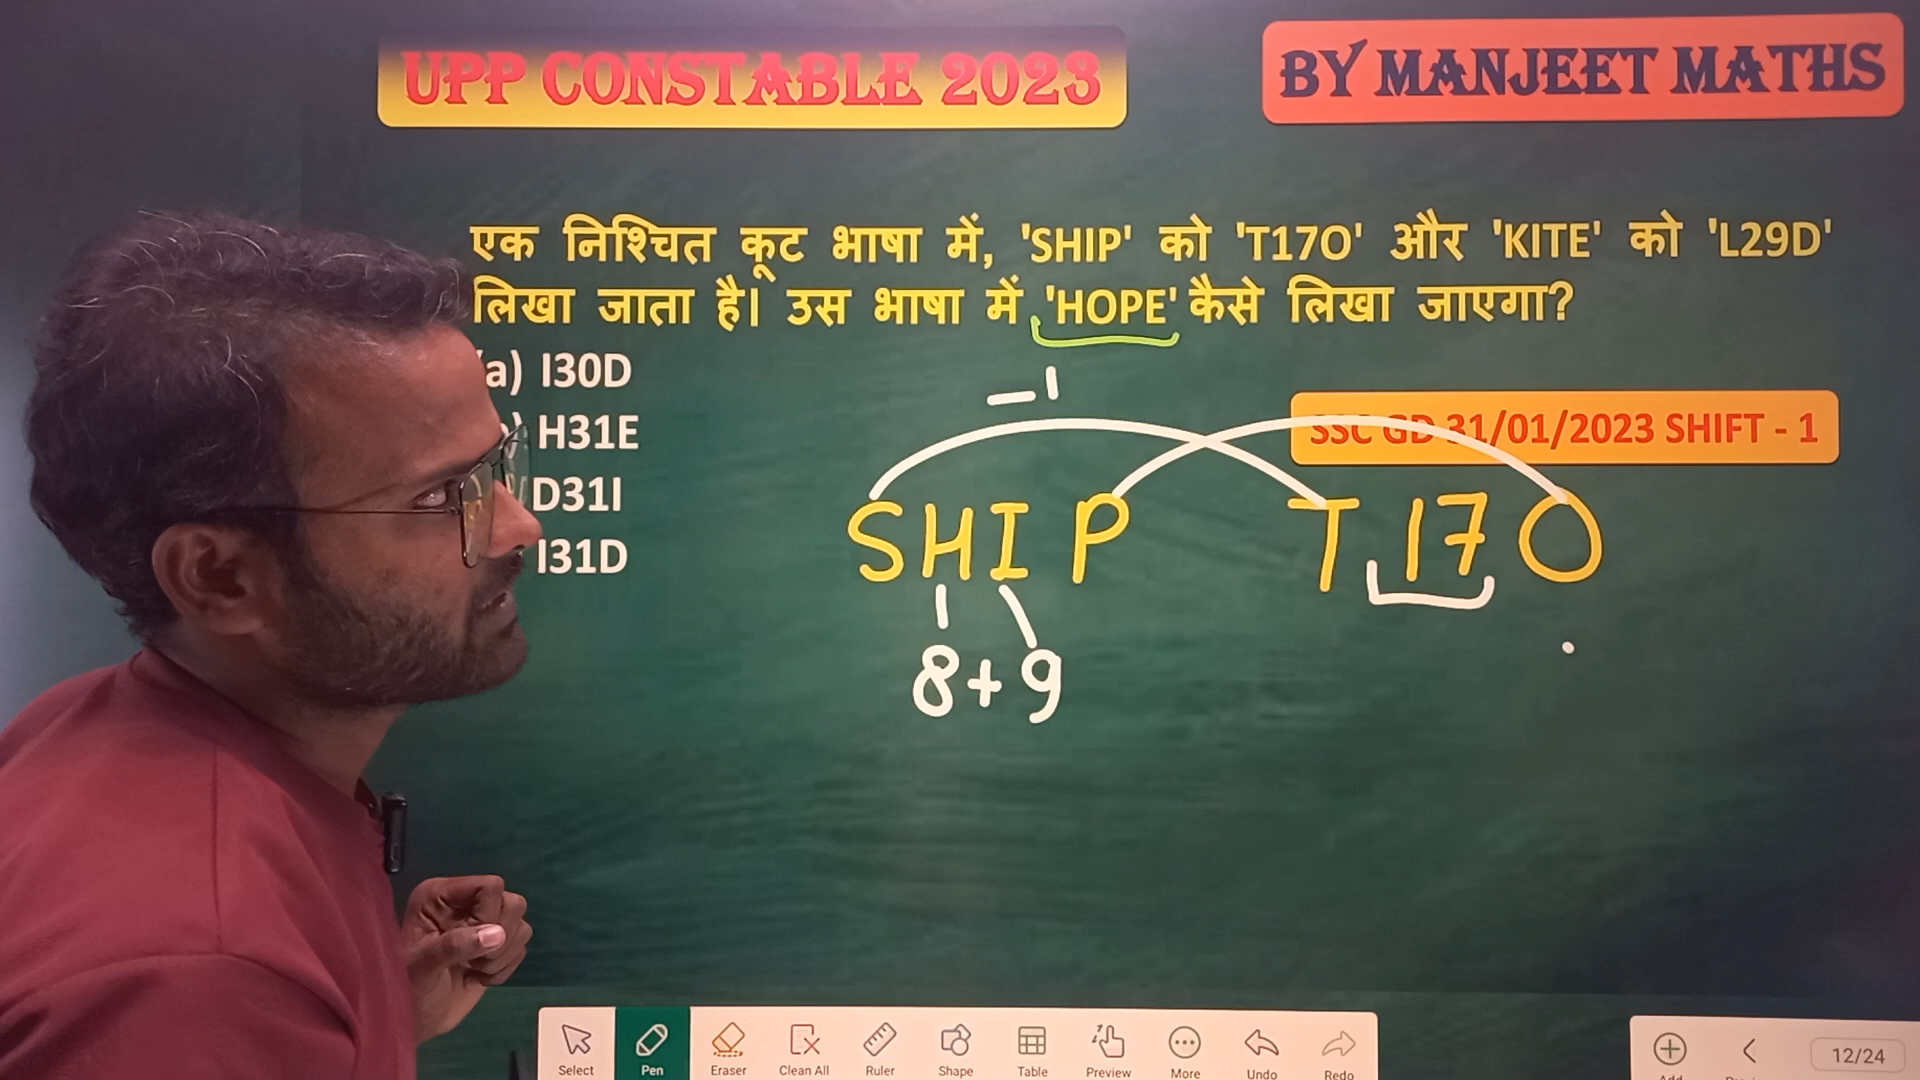 UPP CONSTABLE 2023
BY MANJEET MATHS
एक निश्चित कूट भाषा में, 'SHIP' को 'T17O' और 'KITE' को 'L29D'
लिखा जाता है। उस भाषा में 'HOPE' कैसे लिखा जाएगा?
a) I30D
) H31E
D31I
I31D
SSC GD 31/01/2023 SHIFT - 1
-1
SHIP T17O
8+9
Select Pen Eraser Clean All Ruler Shape Table Preview More Undo Redo
12/24